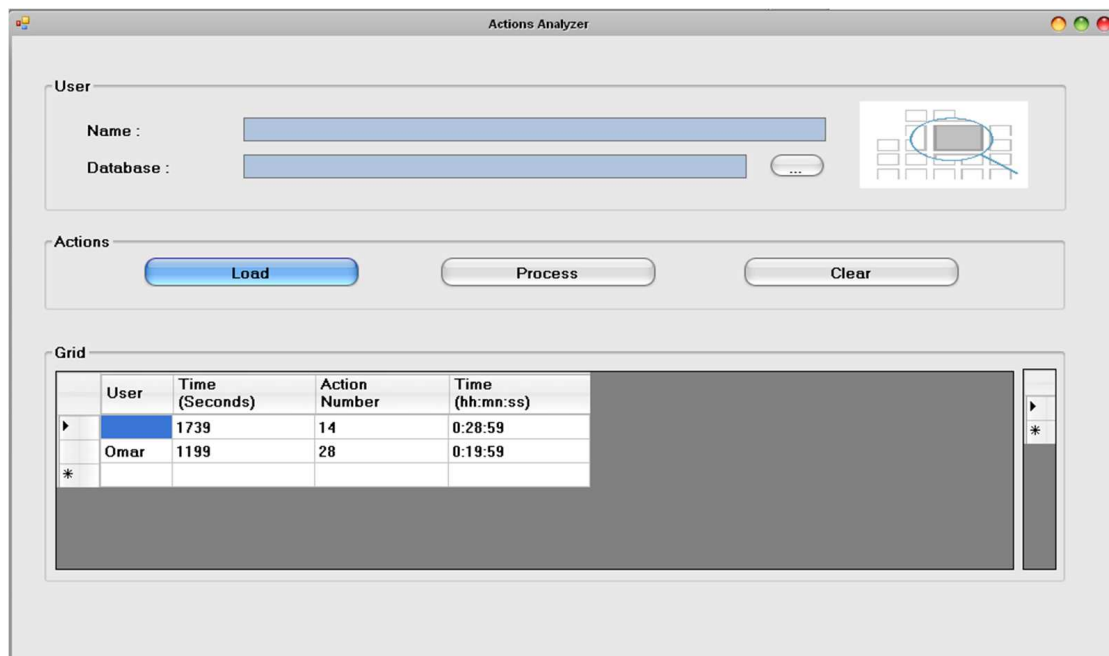 Actions Analyzer
User
Name :
Database :
...
Actions
Load Process Clear
Grid
User Time (Seconds) Action Number Time (hh:mn:ss)
1739 14 0:28:59
Omar 1199 28 0:19:59